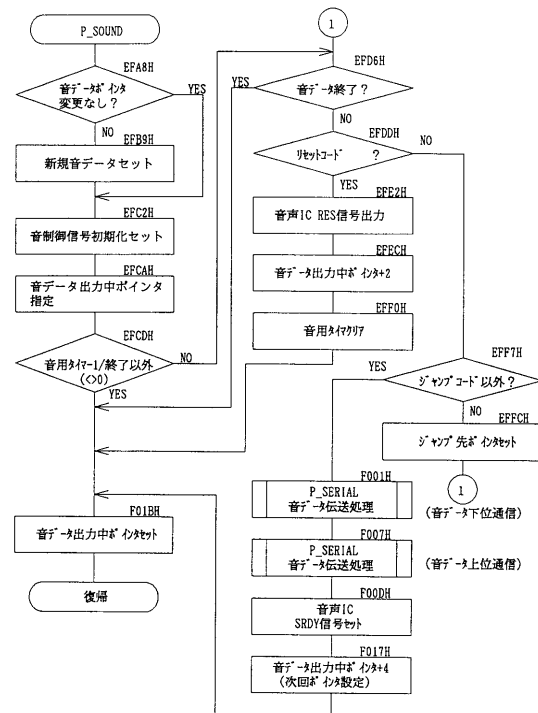 P_SOUND
EFA8H
音ﾃﾞｰﾀﾎﾟｲﾝﾀ
変更なし？
YES
NO
EFB9H
新規音データセット
EFC2H
音制御信号初期化セット
EFCAH
音データ出力中ポインタ
指定
EFCDH
音用ﾀｲﾏｰ1/終了以外
(<>0)
NO
YES
F01BH
音データ出力中ﾎﾟｲﾝﾀｾｯﾄ
復帰
1
EFD6H
音ﾃﾞｰﾀ終了？
YES
NO
EFDDH
ﾘｾｯﾄｺｰﾄﾞ　？
NO
YES
EFE2H
音声IC RES信号出力
EFECH
音ﾃﾞｰﾀ出力中ﾎﾟｲﾝﾀ+2
EFF0H
音用ﾀｲﾏｸﾘｱ
EFF7H
YES
ｼﾞｬﾝﾌﾟｺｰﾄﾞ以外？
NO
EFFCH
ｼﾞｬﾝﾌﾟ先ﾎﾟｲﾝﾀｾｯﾄ
1
F001H
P_SERIAL
音データ伝送処理
(音ﾃﾞｰﾀ下位通信)
F007H
P_SERIAL
音データ伝送処理
(音ﾃﾞｰﾀ上位通信)
F00DH
音声IC
SRDY信号ｾｯﾄ
F017H
音ﾃﾞｰﾀ出力中ﾎﾟｲﾝﾀ+4
(次回ﾎﾟｲﾝﾀ設定)